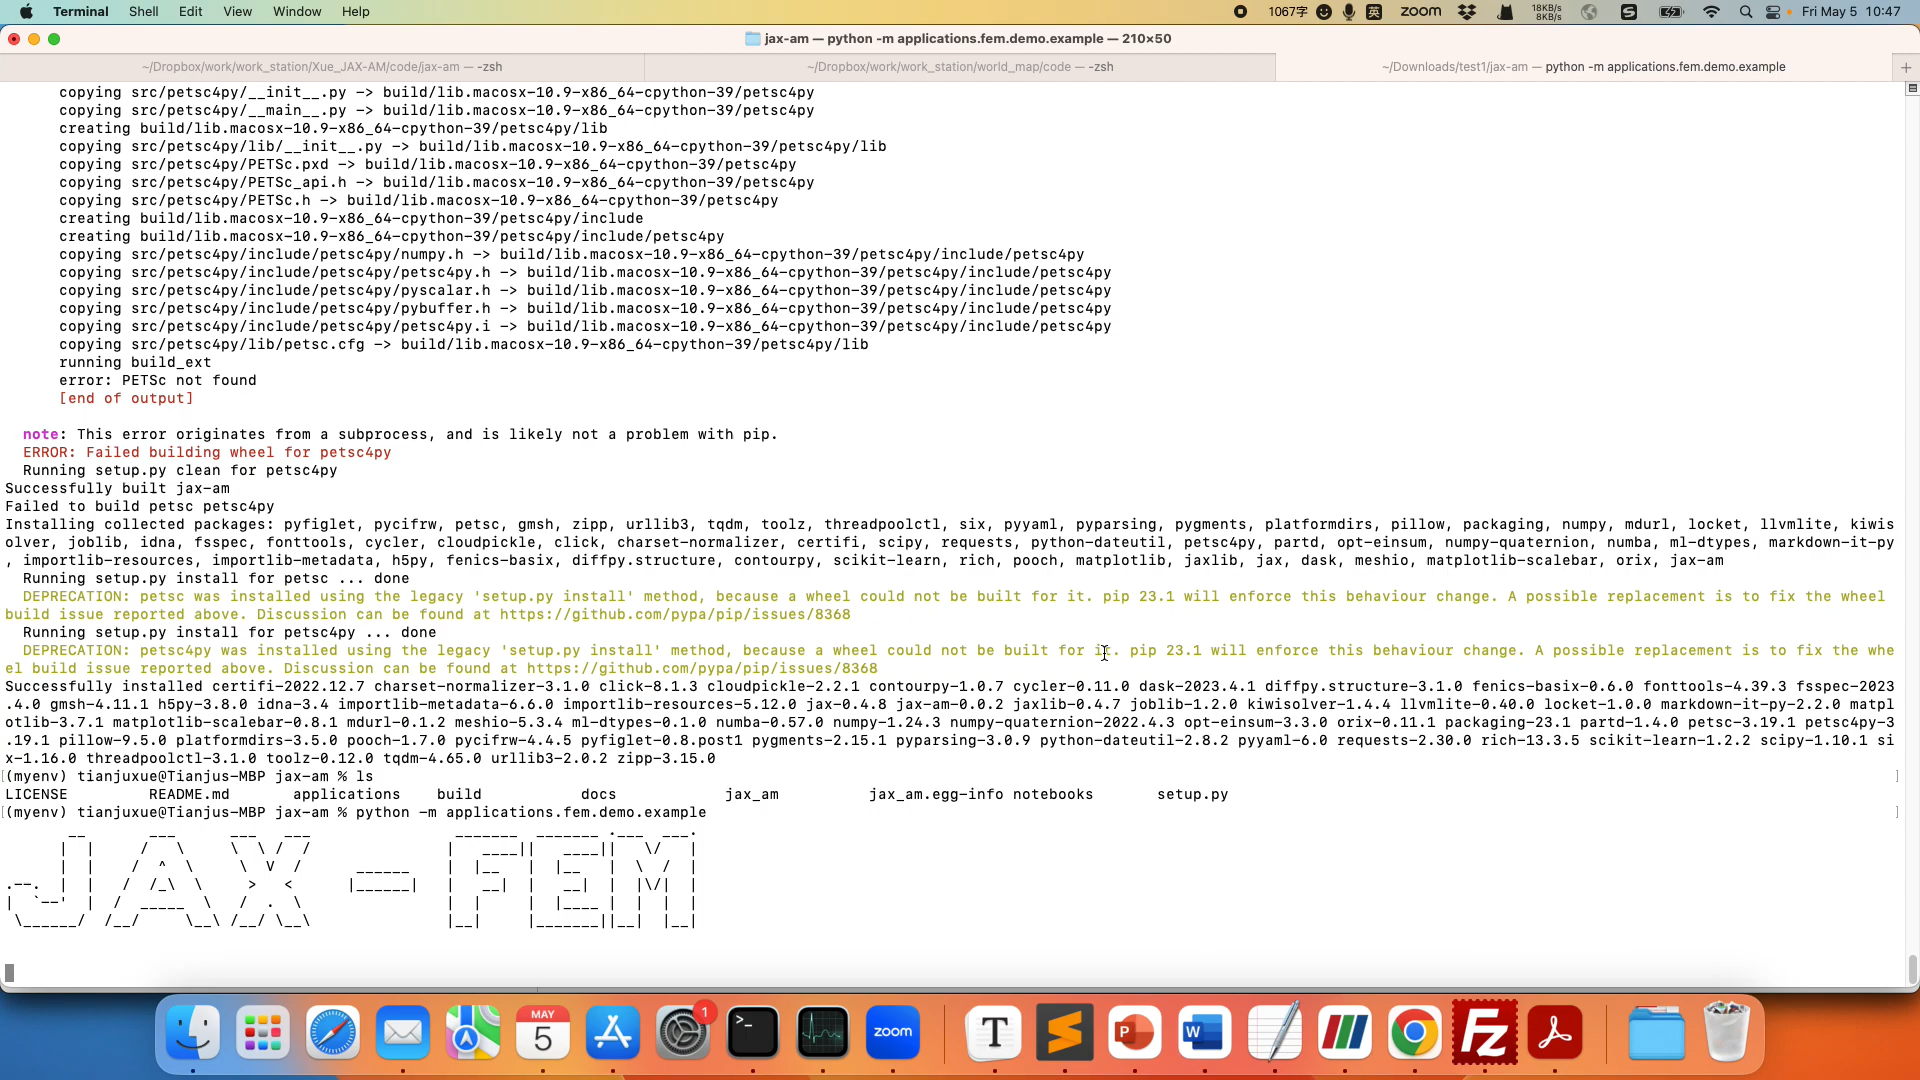 Terminal Shell Edit View Window Help 1067字 英 zoom 18KB/s 8KB/s Fri May 5 10:47
jax-am — python -m applications.fem.demo.example — 210×50
~/Dropbox/work/work_station/Xue_JAX-AM/code/jax-am — -zsh ~/Dropbox/work/work_station/world_map/code — -zsh ~/Downloads/test1/jax-am — python -m applications.fem.demo.example
copying src/petsc4py/__init__.py -> build/lib.macosx-10.9-x86_64-cpython-39/petsc4py
copying src/petsc4py/__main__.py -> build/lib.macosx-10.9-x86_64-cpython-39/petsc4py
creating build/lib.macosx-10.9-x86_64-cpython-39/petsc4py/lib
copying src/petsc4py/lib/__init__.py -> build/lib.macosx-10.9-x86_64-cpython-39/petsc4py/lib
copying src/petsc4py/PETSc.pxd -> build/lib.macosx-10.9-x86_64-cpython-39/petsc4py
copying src/petsc4py/PETSc_api.h -> build/lib.macosx-10.9-x86_64-cpython-39/petsc4py
copying src/petsc4py/PETSc.h -> build/lib.macosx-10.9-x86_64-cpython-39/petsc4py
creating build/lib.macosx-10.9-x86_64-cpython-39/petsc4py/include
creating build/lib.macosx-10.9-x86_64-cpython-39/petsc4py/include/petsc4py
copying src/petsc4py/include/petsc4py/numpy.h -> build/lib.macosx-10.9-x86_64-cpython-39/petsc4py/include/petsc4py
copying src/petsc4py/include/petsc4py/petsc4py.h -> build/lib.macosx-10.9-x86_64-cpython-39/petsc4py/include/petsc4py
copying src/petsc4py/include/petsc4py/pyscalar.h -> build/lib.macosx-10.9-x86_64-cpython-39/petsc4py/include/petsc4py
copying src/petsc4py/include/petsc4py/pybuffer.h -> build/lib.macosx-10.9-x86_64-cpython-39/petsc4py/include/petsc4py
copying src/petsc4py/include/petsc4py/petsc4py.i -> build/lib.macosx-10.9-x86_64-cpython-39/petsc4py/include/petsc4py
copying src/petsc4py/lib/petsc.cfg -> build/lib.macosx-10.9-x86_64-cpython-39/petsc4py/lib
running build_ext
error: PETSc not found
[end of output]
note: This error originates from a subprocess, and is likely not a problem with pip.
ERROR: Failed building wheel for petsc4py
Running setup.py clean for petsc4py
Successfully built jax-am
Failed to build petsc petsc4py
Installing collected packages: pyfiglet, pycifrw, petsc, gmsh, zipp, urllib3, tqdm, toolz, threadpoolctl, six, pyyaml, pyparsing, pygments, platformdirs, pillow, packaging, numpy, mdurl, locket, llvmlite, kiwis
olver, joblib, idna, fsspec, fonttools, cycler, cloudpickle, click, charset-normalizer, certifi, scipy, requests, python-dateutil, petsc4py, partd, opt-einsum, numpy-quaternion, numba, ml-dtypes, markdown-it-py
, importlib-resources, importlib-metadata, h5py, fenics-basix, diffpy.structure, contourpy, scikit-learn, rich, pooch, matplotlib, jaxlib, jax, dask, meshio, matplotlib-scalebar, orix, jax-am
Running setup.py install for petsc ... done
DEPRECATION: petsc was installed using the legacy 'setup.py install' method, because a wheel could not be built for it. pip 23.1 will enforce this behaviour change. A possible replacement is to fix the wheel
build issue reported above. Discussion can be found at https://github.com/pypa/pip/issues/8368
Running setup.py install for petsc4py ... done
DEPRECATION: petsc4py was installed using the legacy 'setup.py install' method, because a wheel could not be built for it. pip 23.1 will enforce this behaviour change. A possible replacement is to fix the whe
el build issue reported above. Discussion can be found at https://github.com/pypa/pip/issues/8368
Successfully installed certifi-2022.12.7 charset-normalizer-3.1.0 click-8.1.3 cloudpickle-2.2.1 contourpy-1.0.7 cycler-0.11.0 dask-2023.4.1 diffpy.structure-3.1.0 fenics-basix-0.6.0 fonttools-4.39.3 fsspec-2023
.4.0 gmsh-4.11.1 h5py-3.8.0 idna-3.4 importlib-metadata-6.6.0 importlib-resources-5.12.0 jax-0.4.8 jax-am-0.0.2 jaxlib-0.4.7 joblib-1.2.0 kiwisolver-1.4.4 llvmlite-0.40.0 locket-1.0.0 markdown-it-py-2.2.0 matpl
otlib-3.7.1 matplotlib-scalebar-0.8.1 mdurl-0.1.2 meshio-5.3.4 ml-dtypes-0.1.0 numba-0.57.0 numpy-1.24.3 numpy-quaternion-2022.4.3 opt-einsum-3.3.0 orix-0.11.1 packaging-23.1 partd-1.4.0 petsc-3.19.1 petsc4py-3
.19.1 pillow-9.5.0 platformdirs-3.5.0 pooch-1.7.0 pycifrw-4.4.5 pyfiglet-0.8.post1 pygments-2.15.1 pyparsing-3.0.9 python-dateutil-2.8.2 pyyaml-6.0 requests-2.30.0 rich-13.3.5 scikit-learn-1.2.2 scipy-1.10.1 si
x-1.16.0 threadpoolctl-3.1.0 toolz-0.12.0 tqdm-4.65.0 urllib3-2.0.2 zipp-3.15.0
(myenv) tianjuxue@Tianjus-MBP jax-am % ls
LICENSE README.md applications build docs jax_am jax_am.egg-info notebooks setup.py
(myenv) tianjuxue@Tianjus-MBP jax-am % python -m applications.fem.demo.example
JAX - FEM
MAY
5
1
zoom
T
P
W
Fz